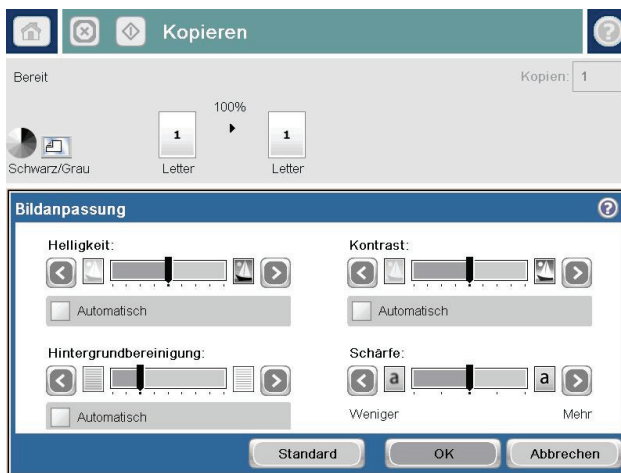 Kopieren
Bereit
Kopien: 1
100%
1 1
Schwarz/Grau Letter Letter
Bildanpassung
Helligkeit: Kontrast:
Automatisch Automatisch
Hintergrundbereinigung: Schärfe:
a a
Weniger Mehr
Automatisch
Standard OK Abbrechen